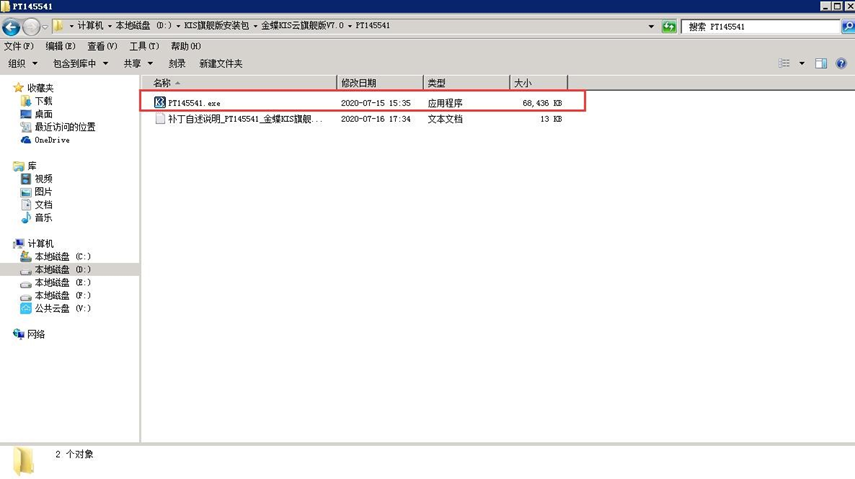 PT145541
计算机 本地磁盘 (D:) KIS旗舰版安装包 金蝶KIS云旗舰版V7.0 PT145541
搜索 PT145541
文件(F) 编辑(E) 查看(V) 工具(T) 帮助(H)
组织 包含到库中 共享 刻录 新建文件夹
名称 修改日期 类型 大小
PT145541.exe 2020-07-15 15:35 应用程序 68,436 KB
补丁自述说明_PT145541_金蝶KIS旗舰... 2020-07-16 17:34 文本文档 13 KB
收藏夹
下载
桌面
最近访问的位置
OneDrive
库
视频
图片
文档
音乐
计算机
本地磁盘 (C:)
本地磁盘 (D:)
本地磁盘 (E:)
本地磁盘 (F:)
公共云盘 (V:)
网络
2 个对象